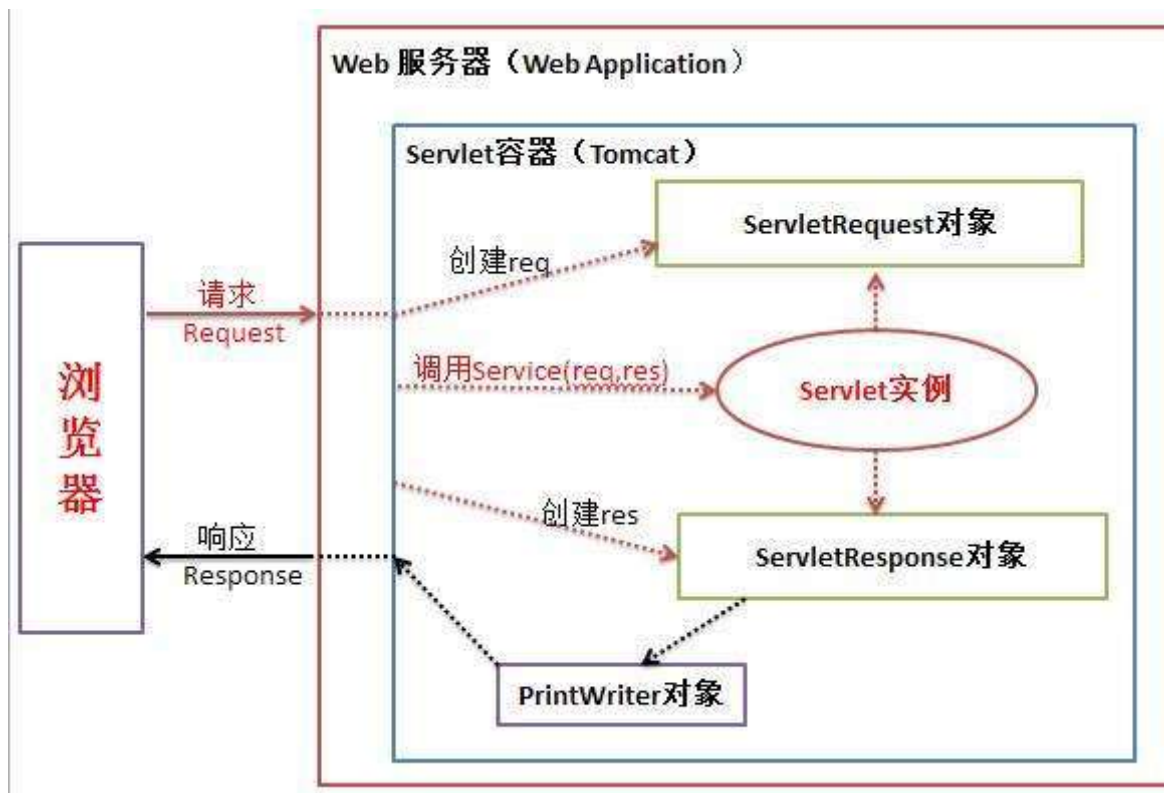 Web 服务器（Web Application）
Servlet容器（Tomcat）
ServletRequest对象
创建req
请求
Request
调用Service(req,res)
Servlet实例
浏览器
创建res
响应
Response
ServletResponse对象
PrintWriter对象